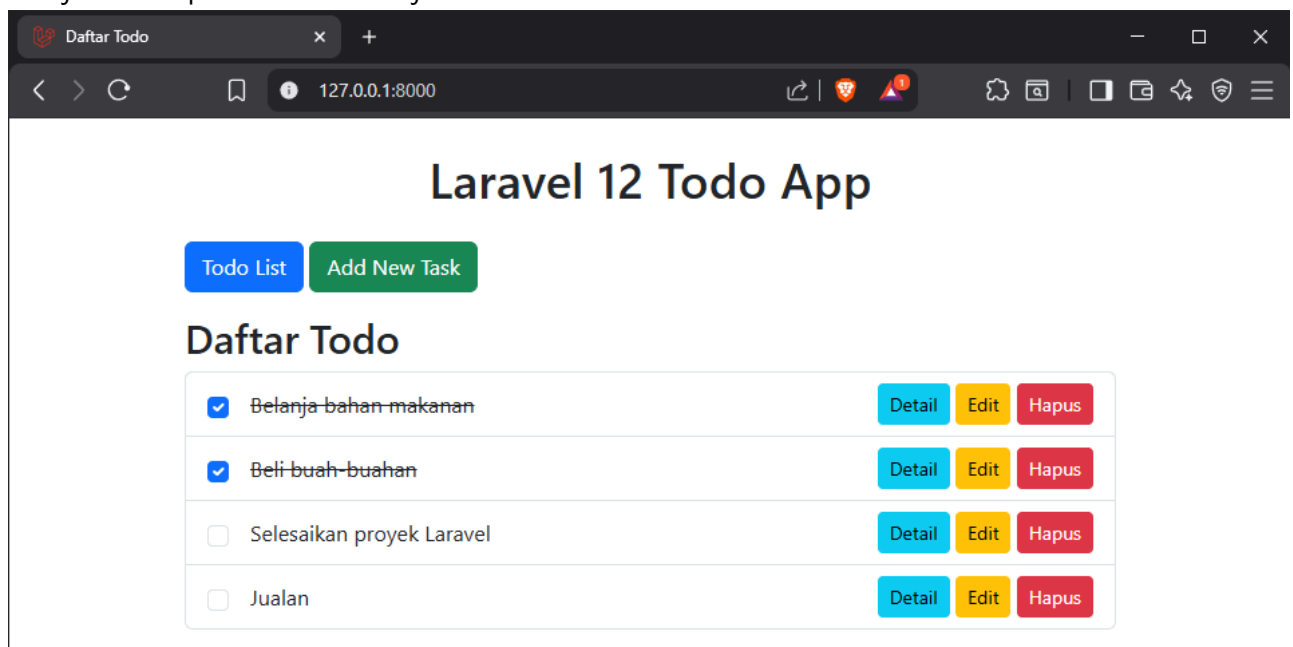 Daftar Todo
127.0.0.1:8000
1
Laravel 12 Todo App
Todo List Add New Task
Daftar Todo
Belanja bahan makanan Detail Edit Hapus
Beli buah-buahan Detail Edit Hapus
Selesaikan proyek Laravel Detail Edit Hapus
Jualan Detail Edit Hapus